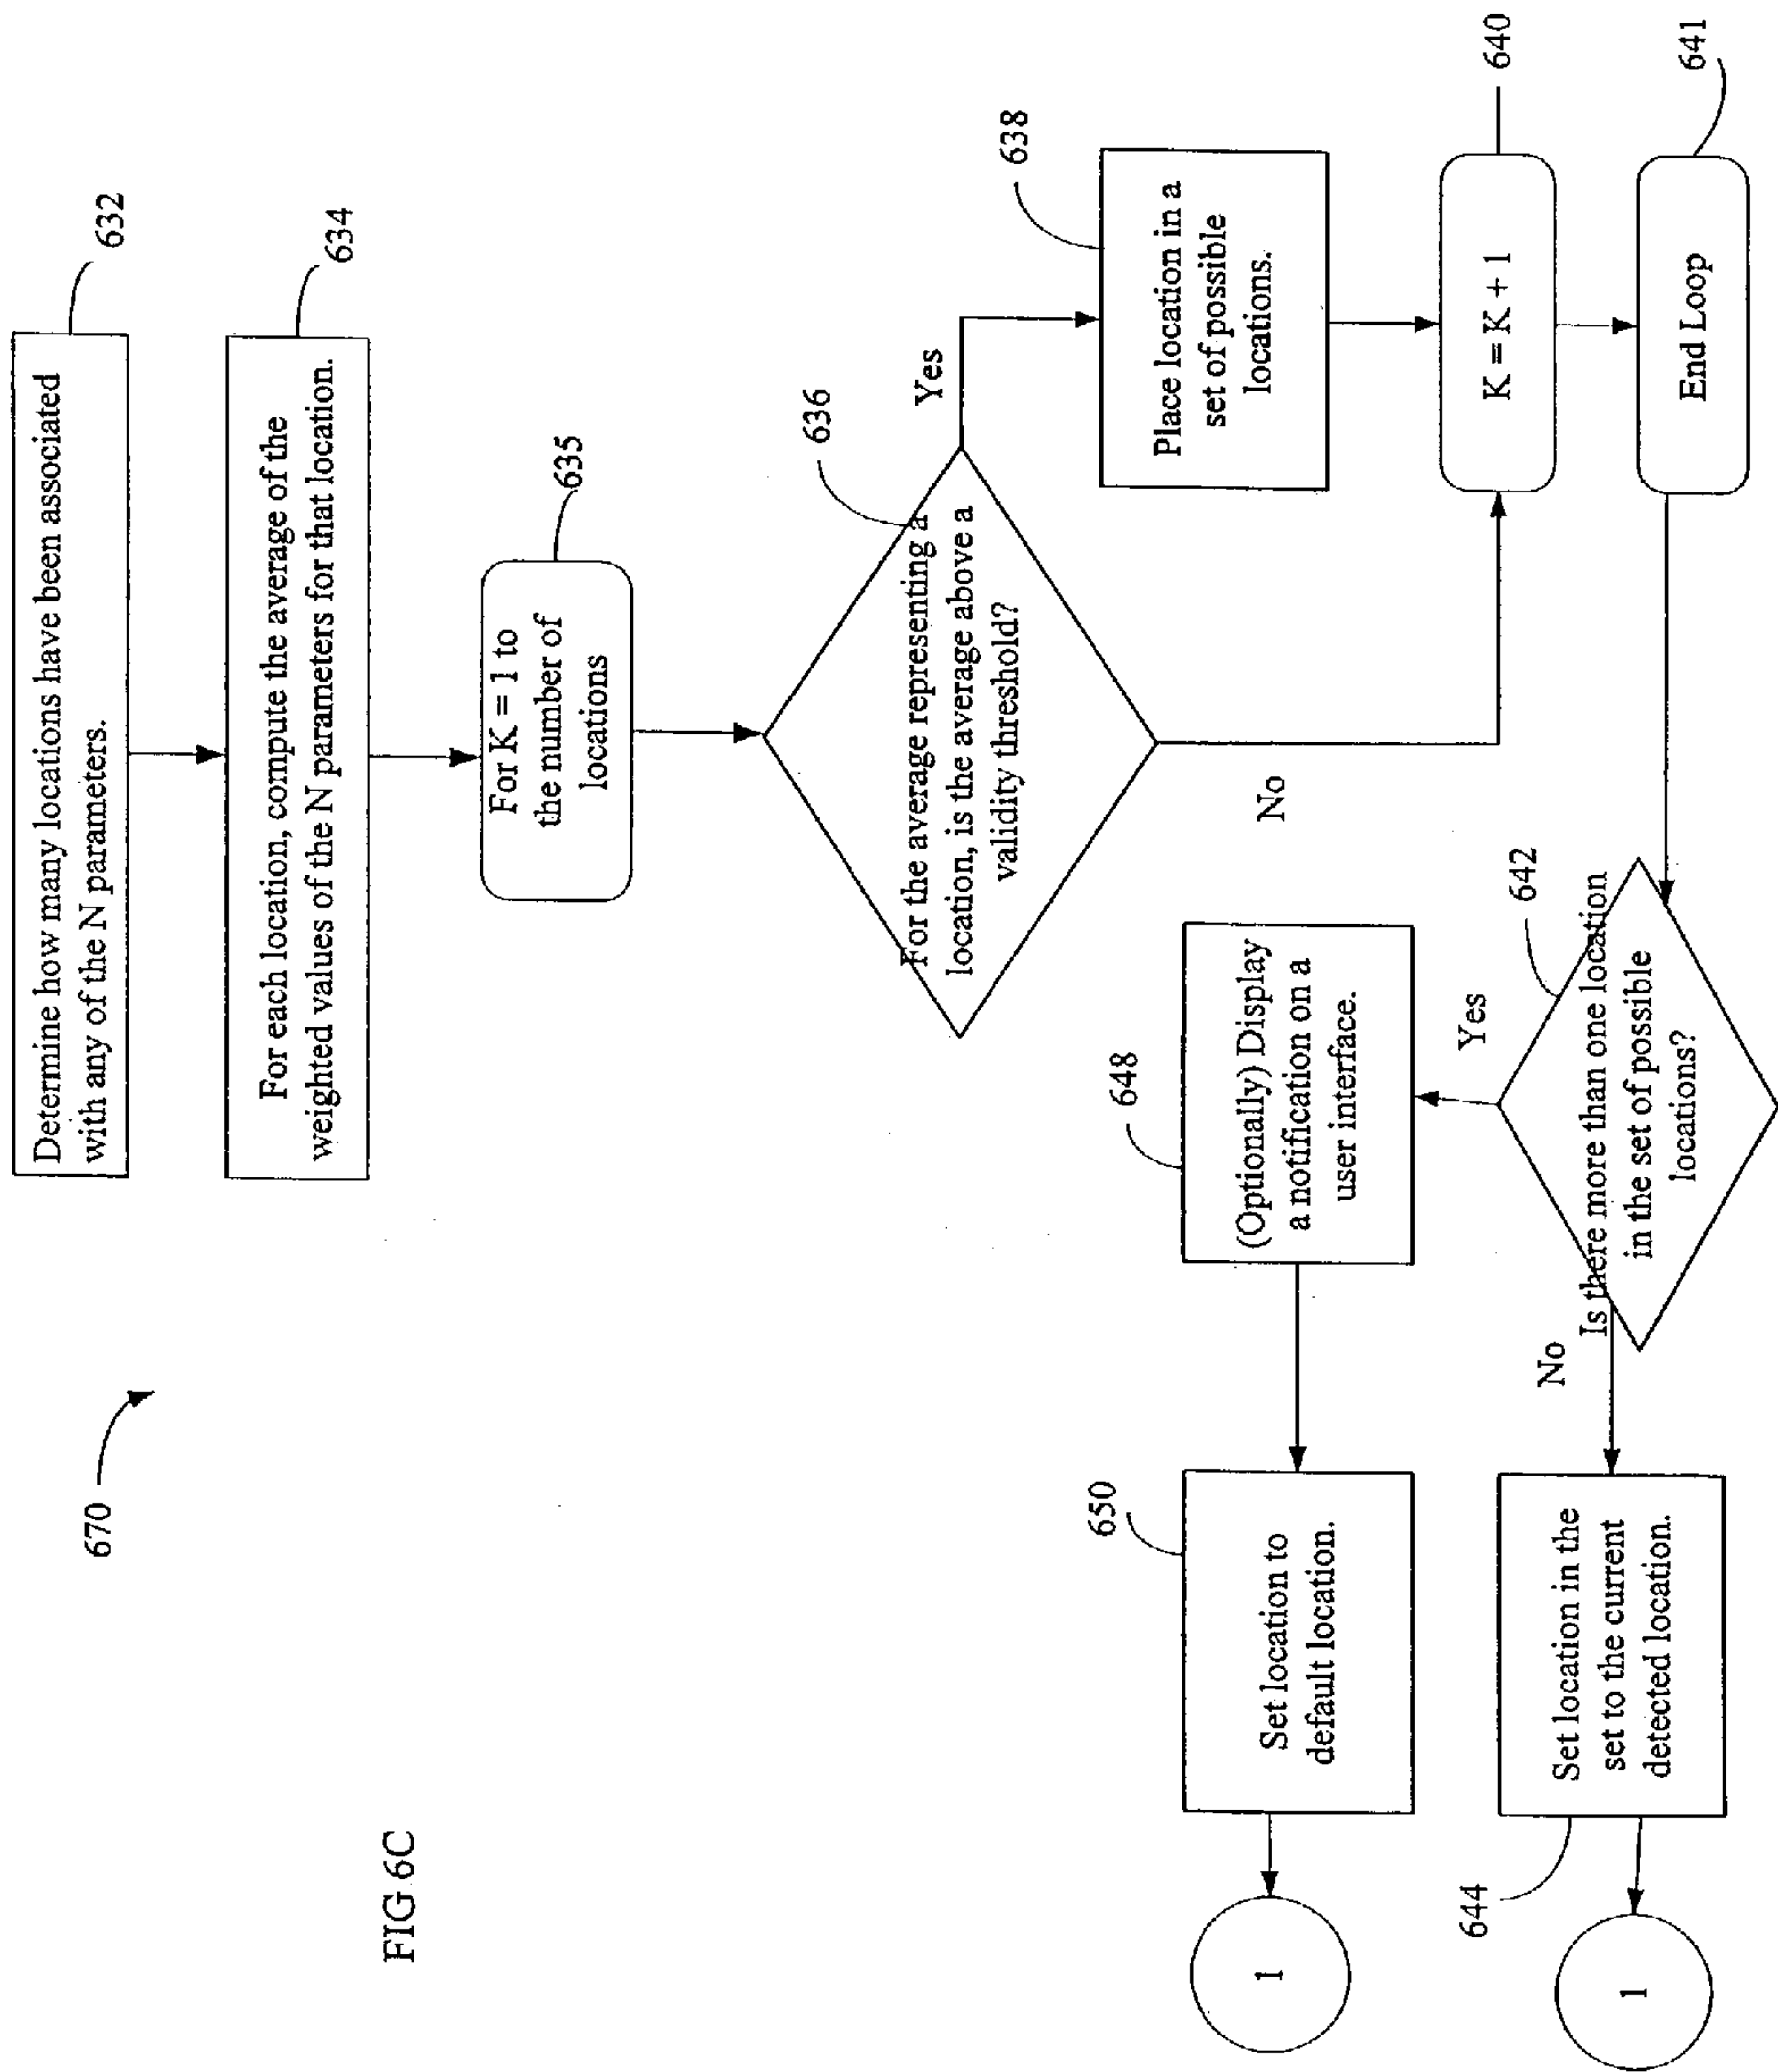 670
Determine how many locations have been associated
with any of the N parameters.
632
For each location, compute the average of the
weighted values of the N parameters for that location.
634
For K = 1 to
the number of
locations
635
For the average representing a
location, is the average above a
validity threshold?
636
Yes
No
Place location in a
set of possible
locations.
638
K = K + 1
640
End Loop
641
Is there more than one location
in the set of possible
locations?
642
Yes
No
(Optionally) Display
a notification on a
user interface.
648
Set location to
default location.
650
Set location in the
set to the current
detected location.
644
1
1
FIG 6C